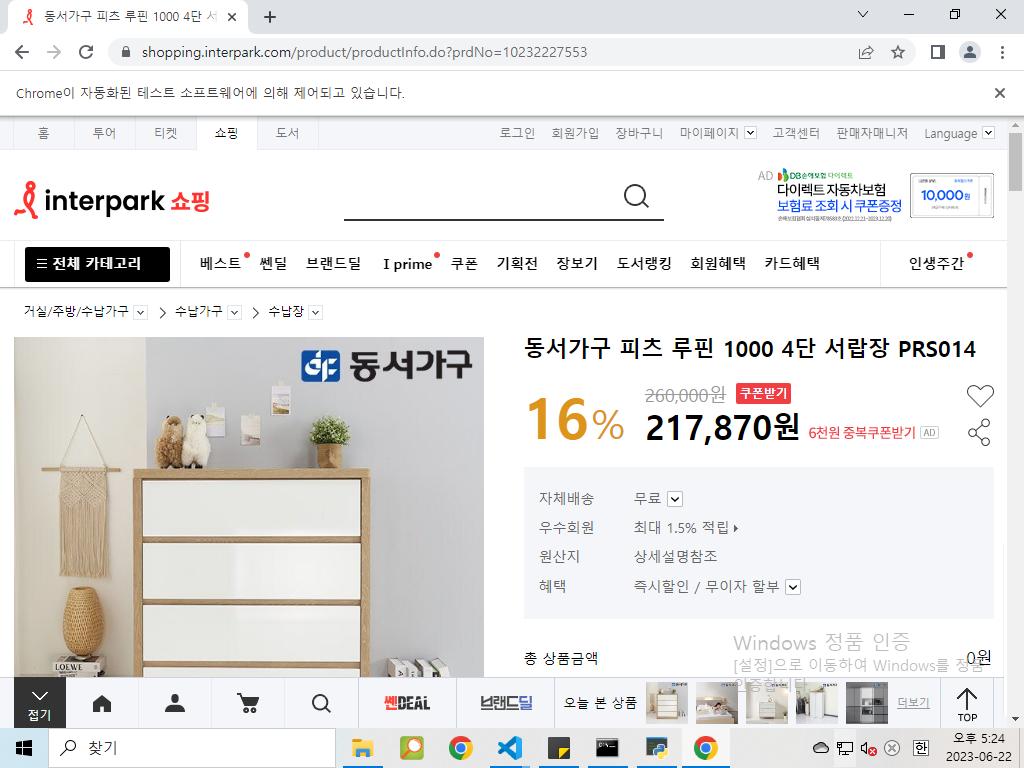 동서가구 피츠 루핀 1000 4단 서
shopping.interpark.com/product/productInfo.do?prdNo=10232227553
Chrome이 자동화된 테스트 소프트웨어에 의해 제어되고 있습니다.
홈 투어 티켓 쇼핑 도서 로그인 회원가입 장바구니 마이페이지 고객센터 판매자매니저 Language
interpark 쇼핑
AD DB손해보험 다이렉트
다이렉트 자동차보험
보험료 조회 시 쿠폰증정
10,000원
전체 카테고리 베스트 쎈딜 브랜드딜 I prime 쿠폰 기획전 장보기 도서랭킹 회원혜택 카드혜택 인생주간
거실/주방/수납가구 수납가구 수납장
동서가구
동서가구 피츠 루핀 1000 4단 서랍장 PRS014
16% 260,000원 쿠폰받기
217,870원 6천원 중복쿠폰받기 AD
자체배송 무료
우수회원 최대 1.5% 적립
원산지 상세설명참조
혜택 즉시할인 / 무이자 할부
LOEWE
총 상품금액 0원
Windows 정품 인증
[설정]으로 이동하여 Windows를 정품
인증합니다.
접기 쎈DEAL 브랜드딜 오늘 본 상품 더보기 TOP
찾기
한
오후 5:24
2023-06-22